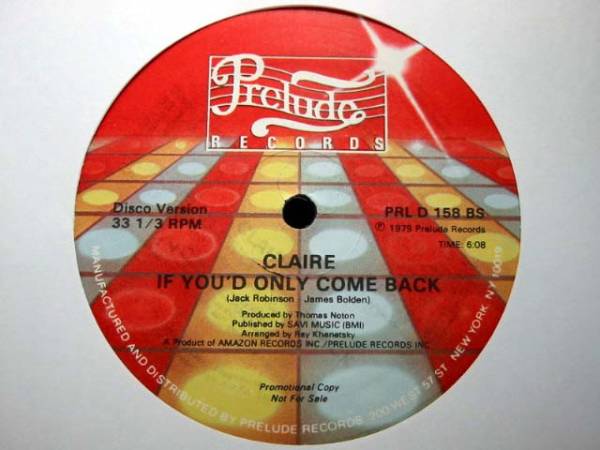 Prelude
RECORDS
Disco Version
33 1/3 RPM
PRL D 158 BS
℗ 1979 Prelude Records
TIME: 6:08
CLAIRE
IF YOU'D ONLY COME BACK
(Jack Robinson - James Bolden)
Produced by Thomas Noton
Published by SAVI MUSIC (BMI)
Arranged by Ray Khanatsky
A Product of AMAZON RECORDS INC./PRELUDE RECORDS INC.
Promotional Copy
Not For Sale
MANUFACTURED AND DISTRIBUTED BY PRELUDE RECORDS 200 WEST 57 ST. NEW YORK, NY 10019